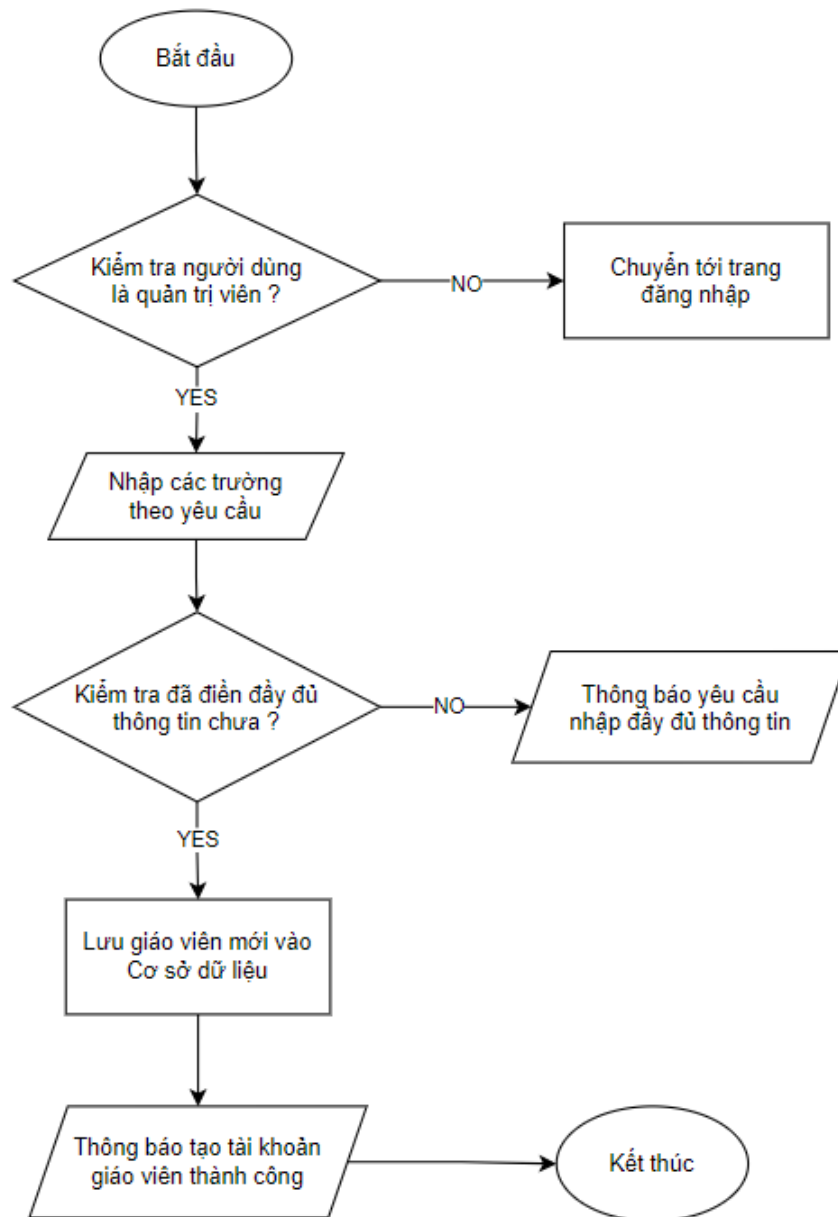 Bắt đầu
Kiểm tra người dùng
là quản trị viên ?
NO
Chuyển tới trang
đăng nhập
YES
Nhập các trường
theo yêu cầu
Kiểm tra đã điền đầy đủ
thông tin chưa ?
NO
Thông báo yêu cầu
nhập đầy đủ thông tin
YES
Lưu giáo viên mới vào
Cơ sở dữ liệu
Thông báo tạo tài khoản
giáo viên thành công
Kết thúc